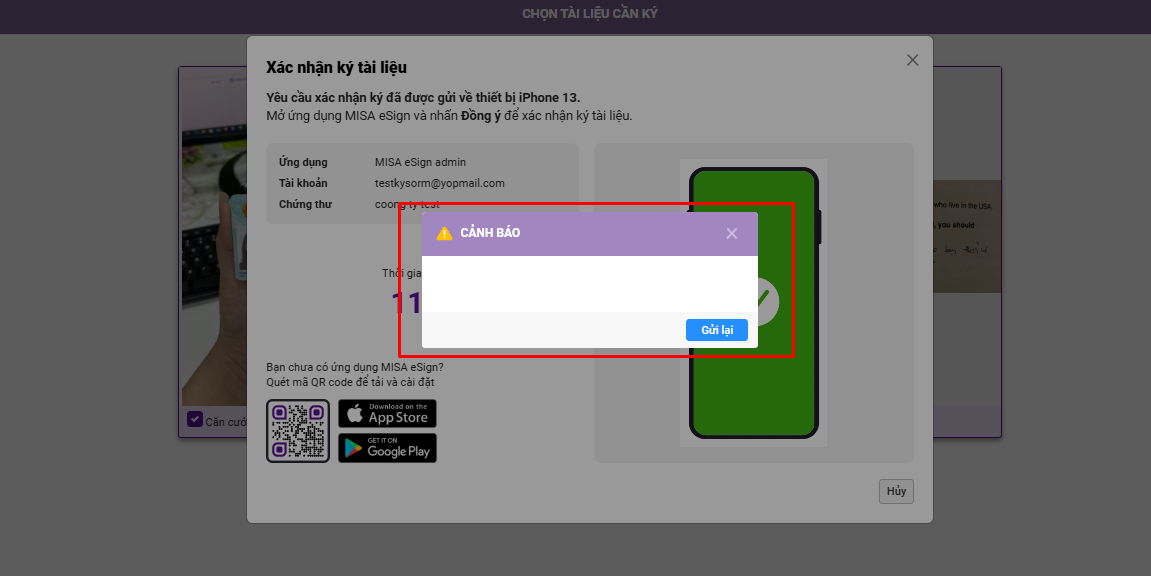 CHỌN TÀI LIỆU CẦN KÝ
Xác nhận ký tài liệu
Yêu cầu xác nhận ký đã được gửi về thiết bị iPhone 13.
Mở ứng dụng MISA eSign và nhấn Đồng ý để xác nhận ký tài liệu.
Ứng dụng MISA eSign admin
Tài khoản testkysorm@yopmail.com
Chứng thư coong ty test
CẢNH BÁO
Gửi lại
Thời gia
11
Bạn chưa có ứng dụng MISA eSign?
Quét mã QR code để tải và cài đặt
Download on the
App Store
GET IT ON
Google Play
Hủy
Căn cướ
who live in the USA
, you should